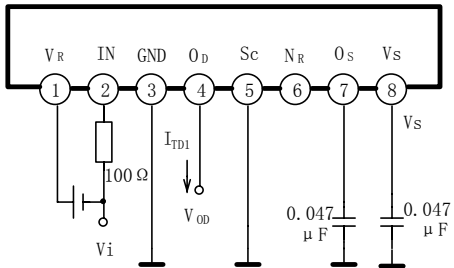 VR IN GND OD Sc NR OS Vs
1 2 3 4 5 6 7 8
Vs
ITD1
100Ω
VOD
Vi
0.047
μF
0.047
μF